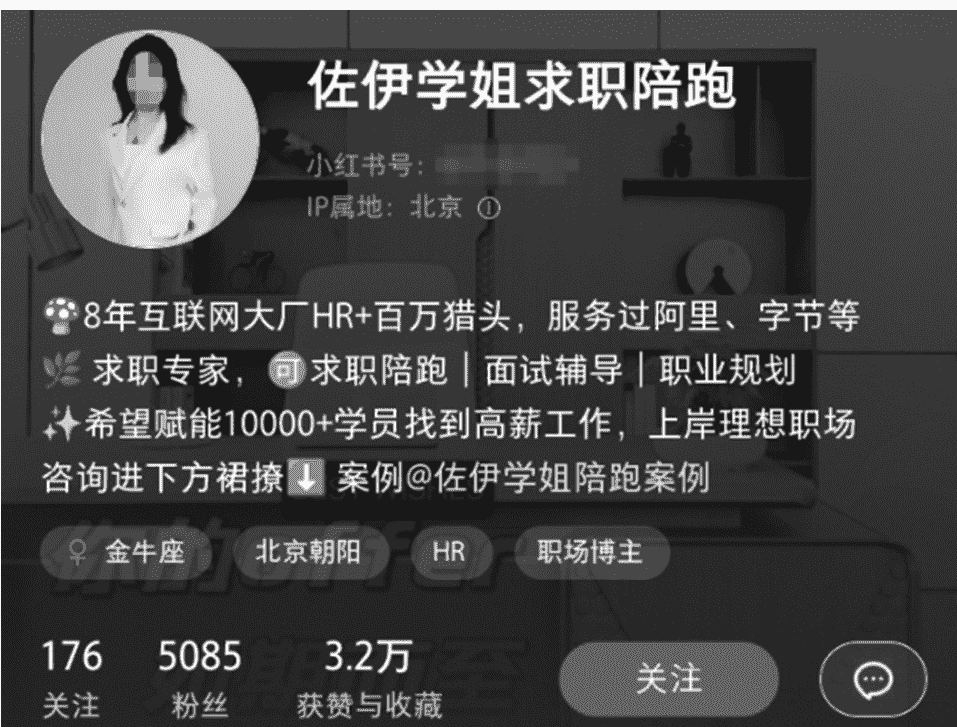 佐伊学姐求职陪跑
小红书号：
IP属地：北京
🍄8年互联网大厂HR+百万猎头，服务过阿里、字节等
🌿 求职专家，🉑求职陪跑｜面试辅导｜职业规划
✨希望赋能10000+学员找到高薪工作，上岸理想职场
咨询进下方裙撩⬇️ 案例@佐伊学姐陪跑案例
♀ 金牛座 北京朝阳 HR 职场博主
176 5085 3.2万
关注 粉丝 获赞与收藏
关注